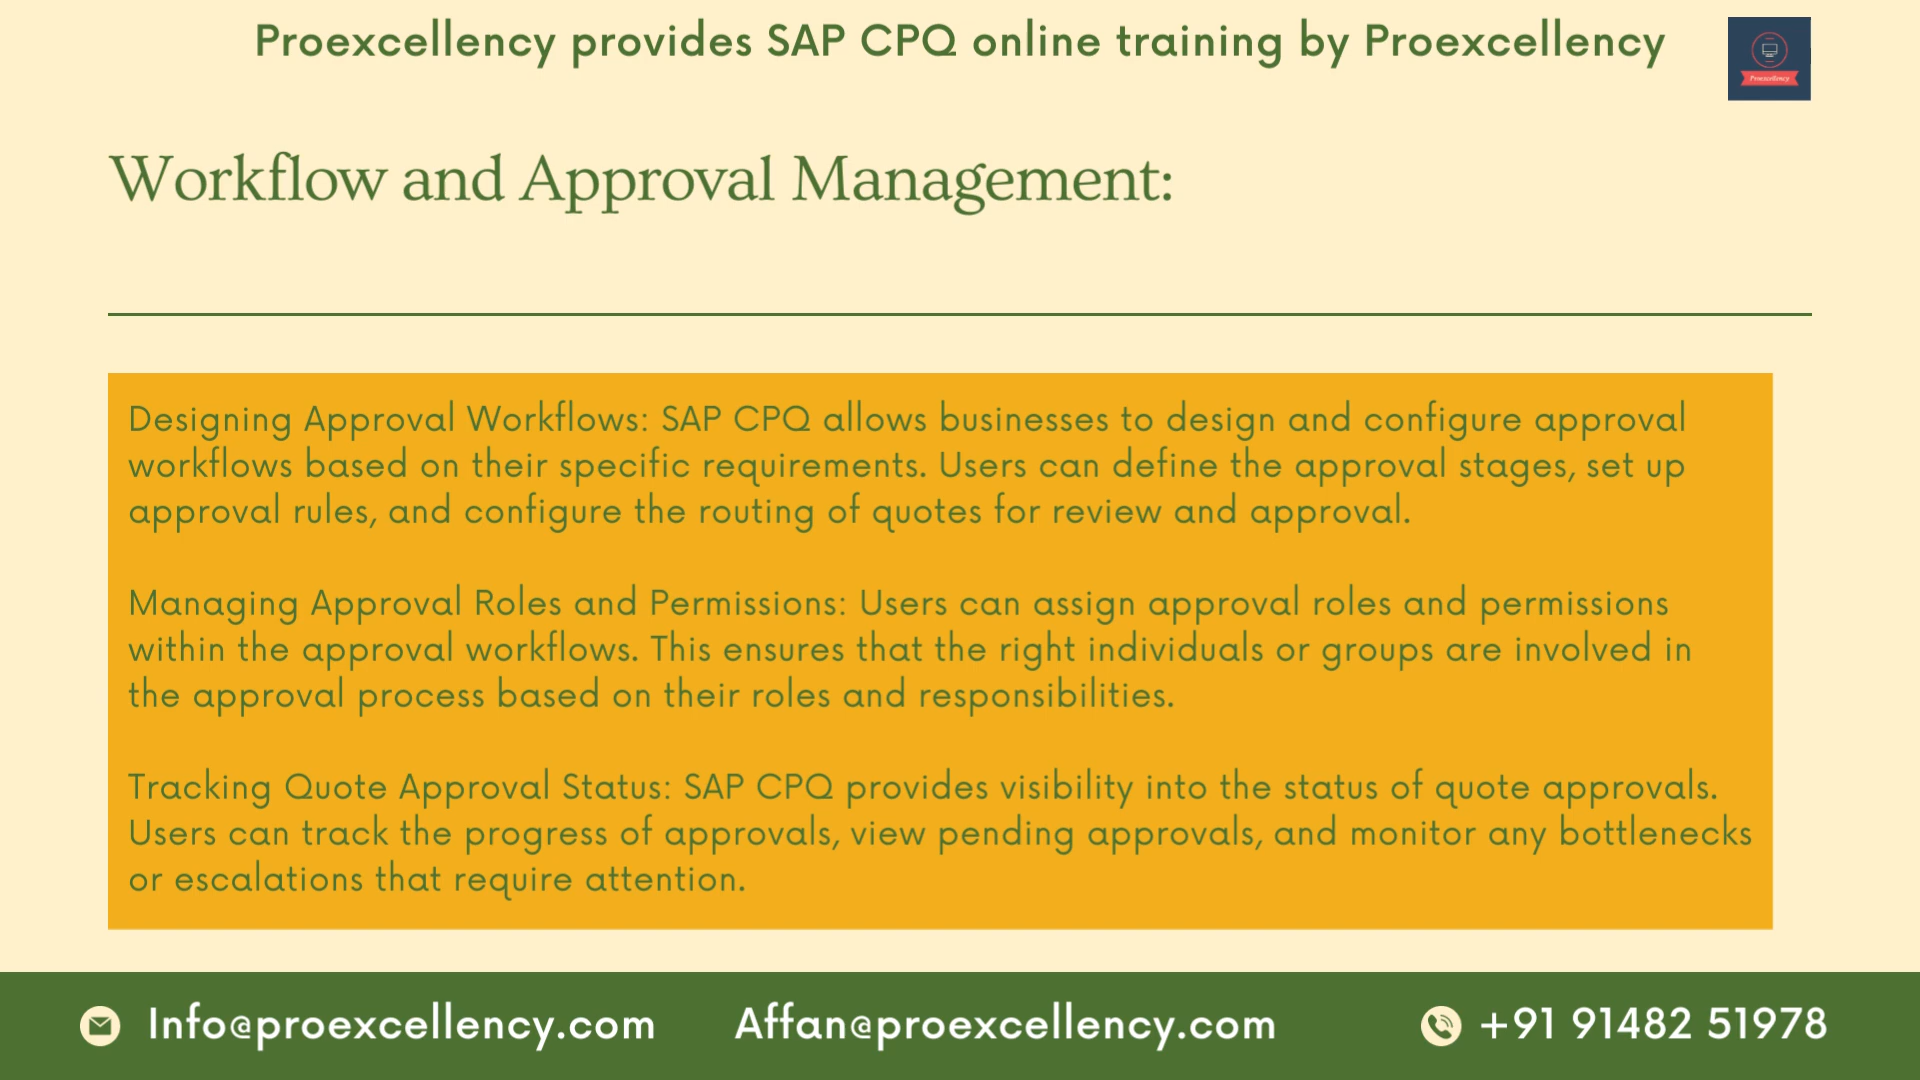 Proexcellency provides SAP CPQ online training by Proexcellency
Proexcellency
Workflow and Approval Management:
Designing Approval Workflows: SAP CPQ allows businesses to design and configure approval
workflows based on their specific requirements. Users can define the approval stages, set up
approval rules, and configure the routing of quotes for review and approval.
Managing Approval Roles and Permissions: Users can assign approval roles and permissions
within the approval workflows. This ensures that the right individuals or groups are involved in
the approval process based on their roles and responsibilities.
Tracking Quote Approval Status: SAP CPQ provides visibility into the status of quote approvals.
Users can track the progress of approvals, view pending approvals, and monitor any bottlenecks
or escalations that require attention.
Info@proexcellency.com
Affan@proexcellency.com
+91 91482 51978